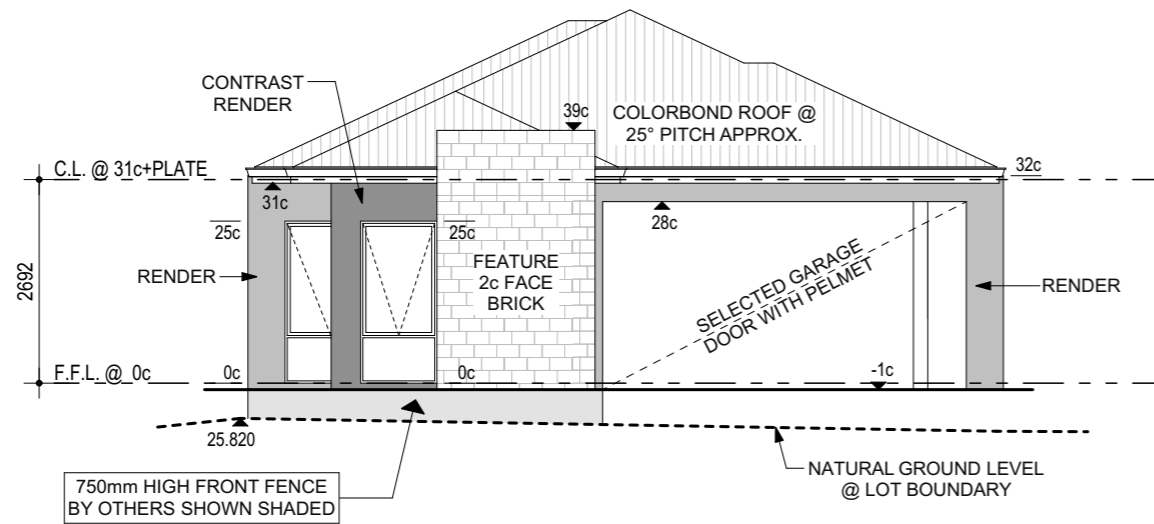 CONTRAST
RENDER
39c
COLORBOND ROOF @
25° PITCH APPROX.
C.L. @ 31c+PLATE
32c
31c
28c
25c
25c
2692
RENDER
FEATURE
2c FACE
BRICK
SELECTED GARAGE
DOOR WITH PELMET
RENDER
F.F.L. @ 0c
0c
0c
-1c
25.820
750mm HIGH FRONT FENCE
BY OTHERS SHOWN SHADED
NATURAL GROUND LEVEL
@ LOT BOUNDARY